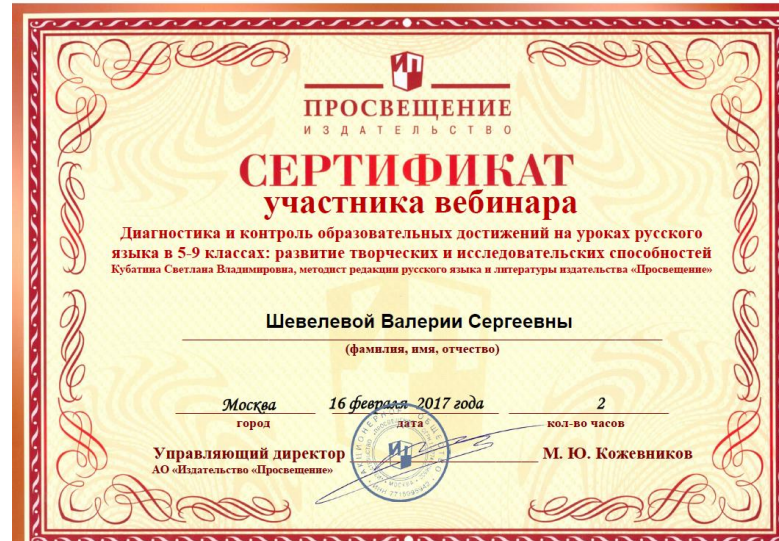 ИП
ПРОСВЕЩЕНИЕ
ИЗДАТЕЛЬСТВО
СЕРТИФИКАТ
участника вебинара
Диагностика и контроль образовательных достижений на уроках русского
языка в 5-9 классах: развитие творческих и исследовательских способностей
Кубатина Светлана Владимировна, методист редакции русского языка и литературы издательства «Просвещение»
Шевелевой Валерии Сергеевны
(фамилия, имя, отчество)
Москва 16 февраля 2017 года 2
город дата кол-во часов
Управляющий директор М. Ю. Кожевников
АО «Издательство «Просвещение»